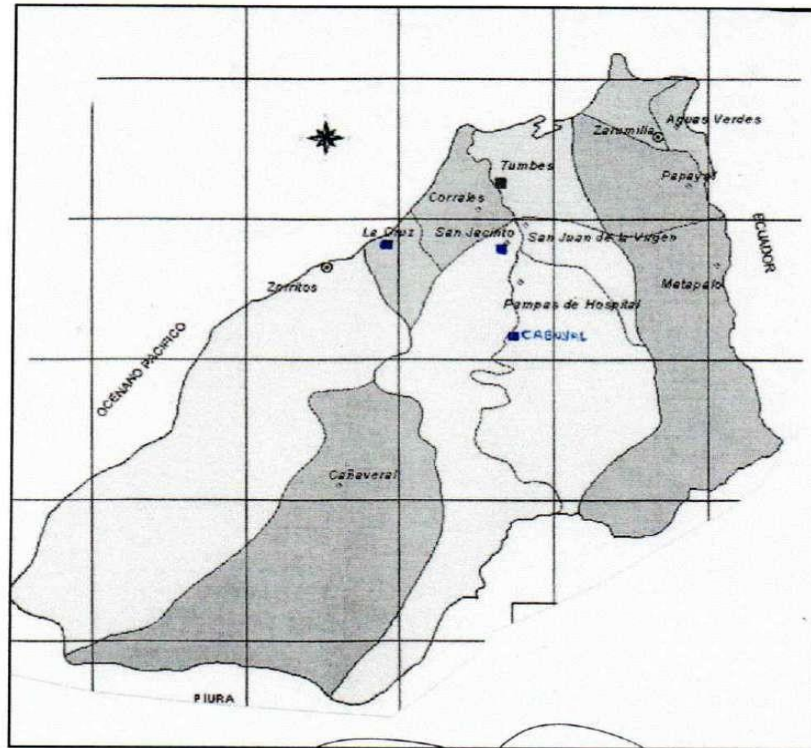 Aguas Verdes
Zarumilla
Tumbes
Papayal
Corrales
La Cruz
San Jacinto
San Juan de la Virgen
ECUADOR
Matapalo
Zorritos
Pampas de Hospital
CABUYAL
OCÉNANO PACIFICO
Cañaveral
PIURA